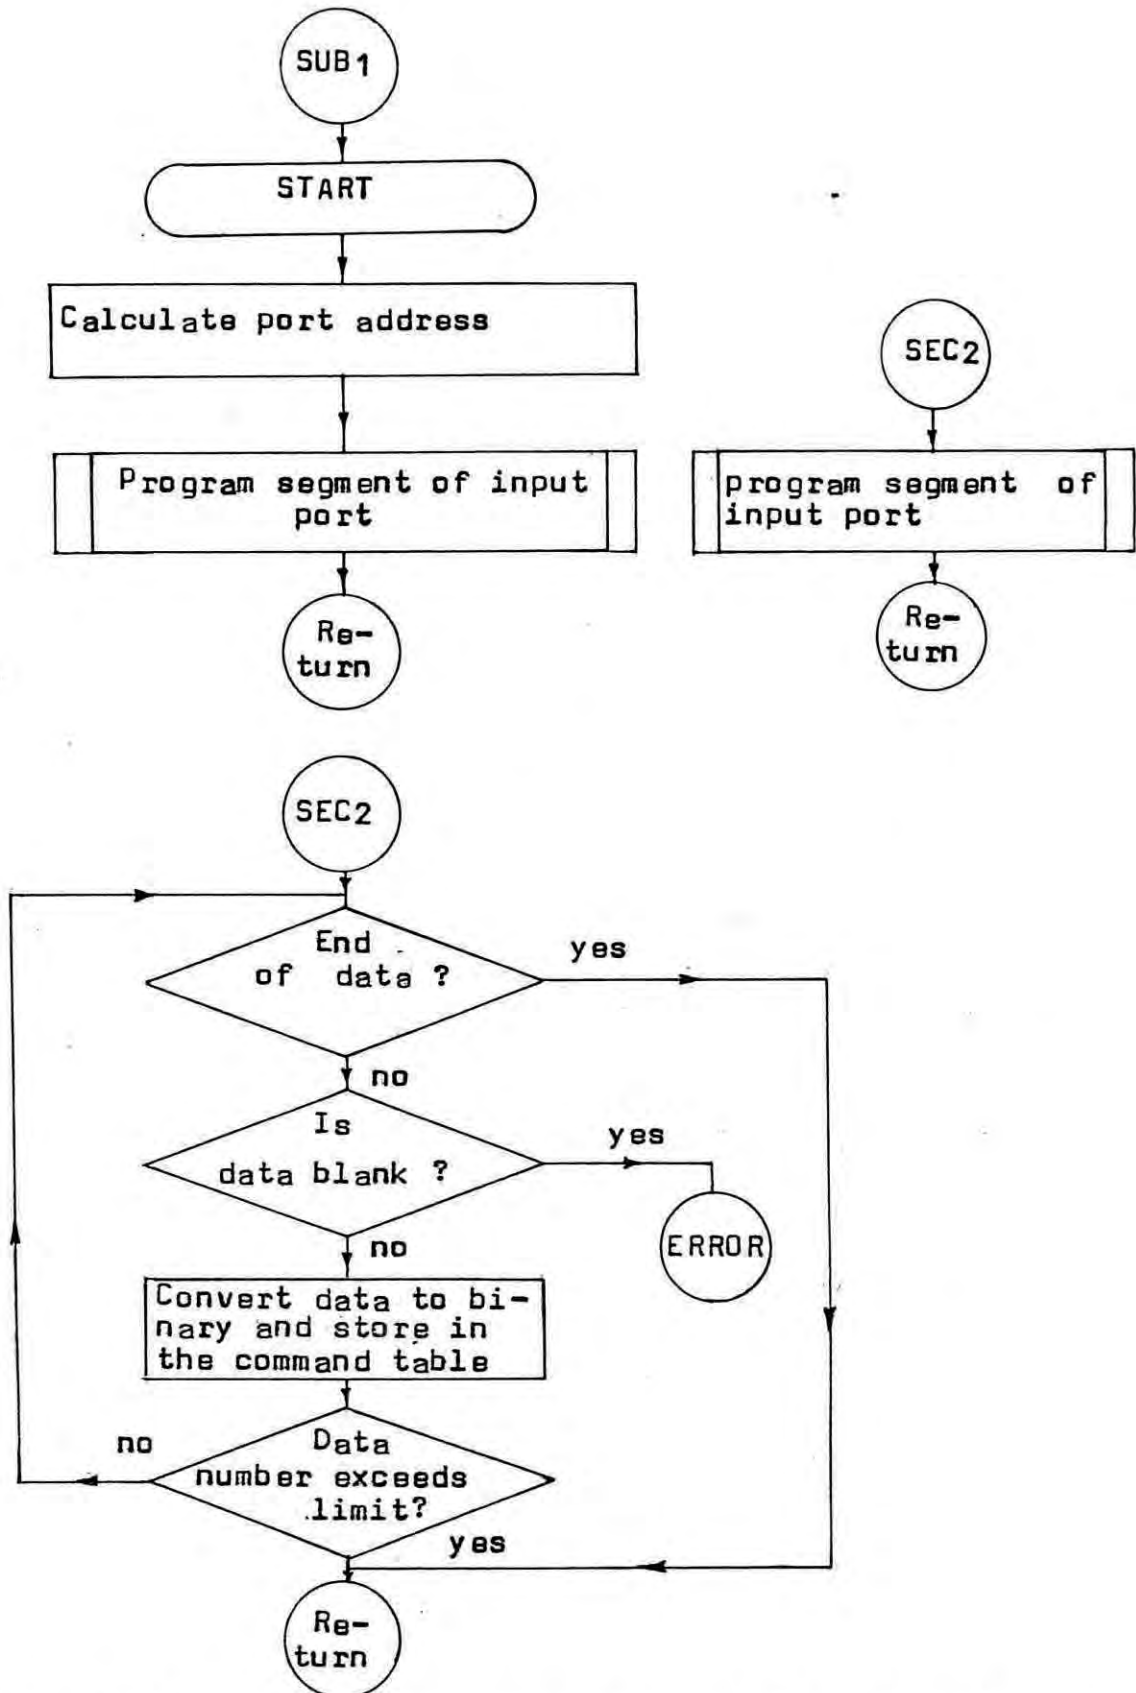 SUB1
START
Calculate port address
Program segment of input
port
Re-
turn
SEC2
program segment of
input port
Re-
turn
SEC2
End
of data ?
yes
no
Is
data blank ?
yes
ERROR
no
Convert data to bi-
nary and store in
the command table
no
Data
number exceeds
limit?
yes
Re-
turn